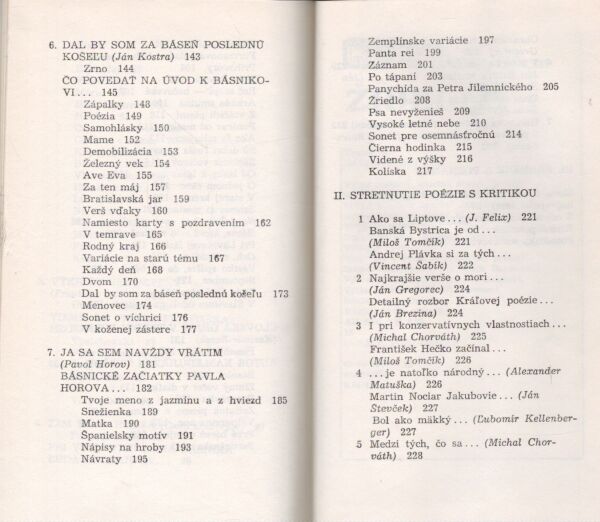 6. DAL BY SOM ZA BÁSEŇ POSLEDNÚ
KOŠEĽU (Ján Kostra) 143
Zrno 144
ČO POVEDAŤ NA ÚVOD K BÁSNIKO-
VI... 145
Zápalky 148
Poézia 149
Samohlásky 150
Mame 152
Demobilizácia 153
Železný vek 154
Ave Eva 155
Za ten máj 157
Bratislavská jar 159
Verš vďaky 160
Namiesto karty s pozdravením 162
V temrave 165
Rodný kraj 166
Variácie na starú tému 167
Každý deň 168
Dvom 170
Dal by som za báseň poslednú košeľu 173
Menovec 174
Sonet o víchrici 176
V koženej zástere 177
7. JA SA SEM NAVŽDY VRÁTIM
(Pavol Horov) 181
BÁSNICKÉ ZAČIATKY PAVLA
HOROVA... 182
Tvoje meno z jazmínu a z hviezd 185
Snežienka 189
Matka 190
Španielsky motív 191
Nápisy na hroby 193
Návraty 195
Zemplínske variácie 197
Panta rei 199
Záznam 201
Po tápaní 203
Panychída za Petra Jilemnického 205
Žriedlo 208
Psa nevyženieš 209
Vysoké letné nebe 210
Sonet pre osemnásťročnú 214
Čierna hodinka 215
Videné z výšky 216
Kolíska 217
II. STRETNUTIE POÉZIE S KRITIKOU
1 Ako sa Liptove... (J. Felix) 221
Banská Bystrica je od...
(Miloš Tomčík) 221
Andrej Plávka si za tých...
(Vincent Šabík) 222
2 Najkrajšie verše o mori...
(Ján Gregorec) 224
Detailný rozbor Kráľovej poézie...
(Ján Brezina) 224
3 I pri konzervatívnych vlastnostiach...
(Michal Chorváth) 225
František Hečko začínal...
(Miloš Tomčík) 226
4 ...je natoľko národný... (Alexander
Matuška) 226
Martin Nociar Jakubovie... (Ján
Števček) 227
Bol ako mäkký... (Ľubomír Kellenber-
ger) 227
5 Medzi tých, čo sa... (Michal Chor-
váth) 228